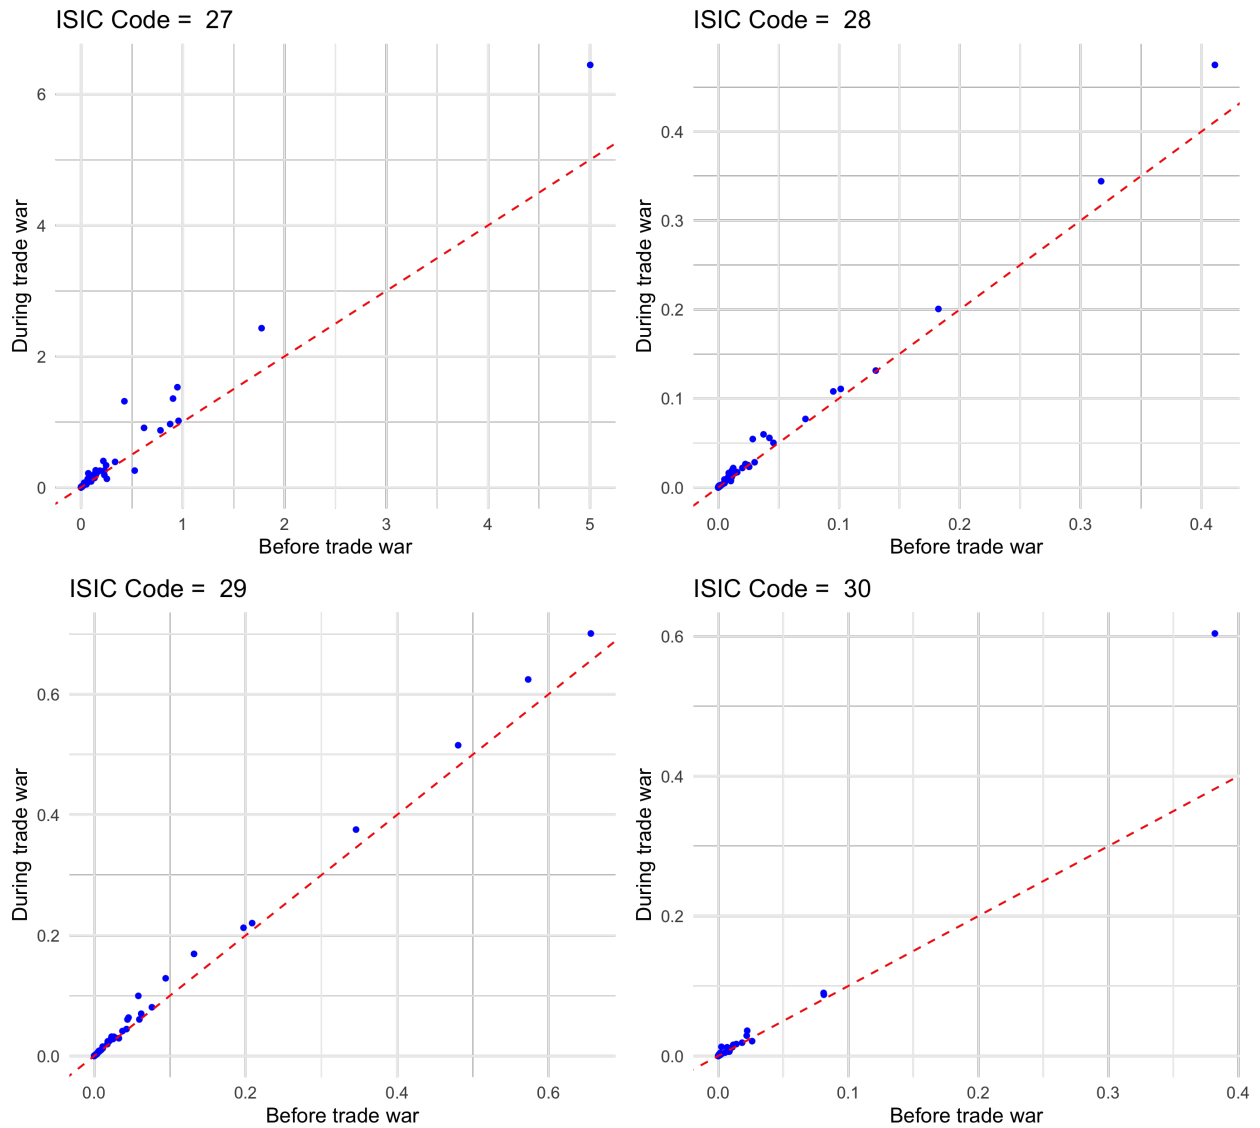 ISIC Code =  27
During trade war
6
4
2
0
0 1 2 3 4 5
Before trade war
ISIC Code =  28
During trade war
0.4
0.3
0.2
0.1
0.0
0.0 0.1 0.2 0.3 0.4
Before trade war
ISIC Code =  29
During trade war
0.6
0.4
0.2
0.0
0.0 0.2 0.4 0.6
Before trade war
ISIC Code =  30
During trade war
0.6
0.4
0.2
0.0
0.0 0.1 0.2 0.3 0.4
Before trade war